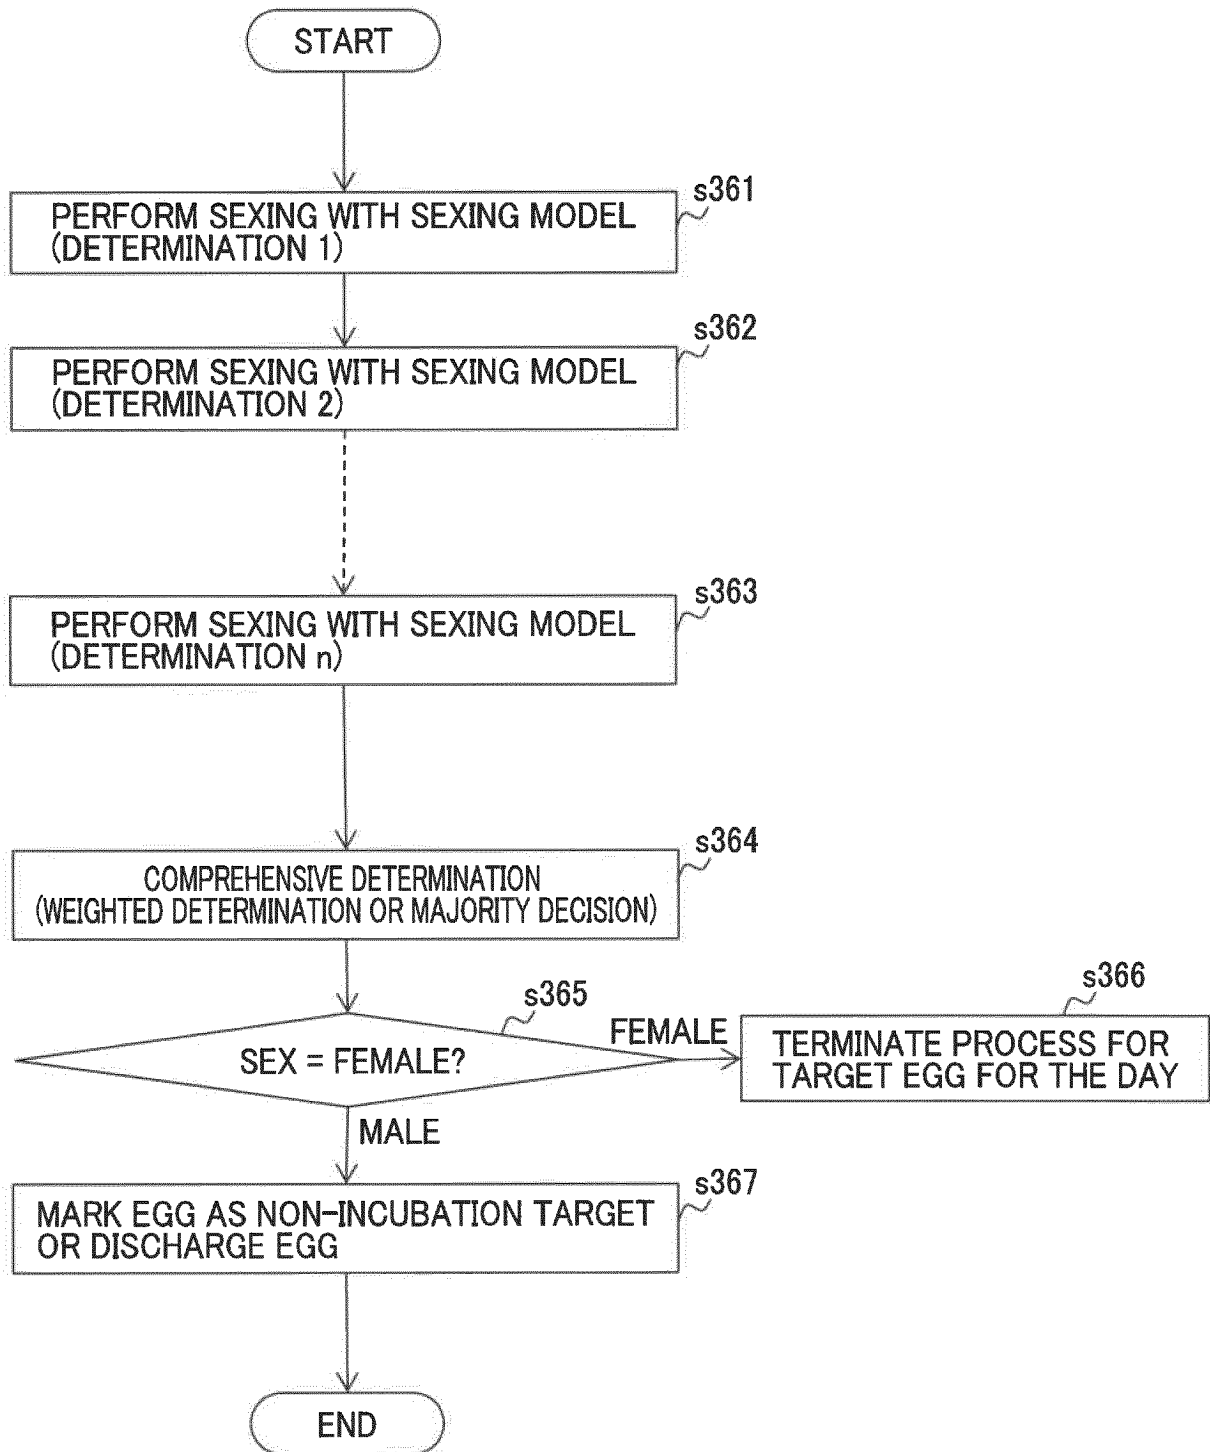 START
s361
PERFORM SEXING WITH SEXING MODEL
(DETERMINATION 1)
s362
PERFORM SEXING WITH SEXING MODEL
(DETERMINATION 2)
s363
PERFORM SEXING WITH SEXING MODEL
(DETERMINATION n)
s364
COMPREHENSIVE DETERMINATION
(WEIGHTED DETERMINATION OR MAJORITY DECISION)
s365
SEX = FEMALE?
FEMALE
s366
TERMINATE PROCESS FOR
TARGET EGG FOR THE DAY
MALE
s367
MARK EGG AS NON-INCUBATION TARGET
OR DISCHARGE EGG
END